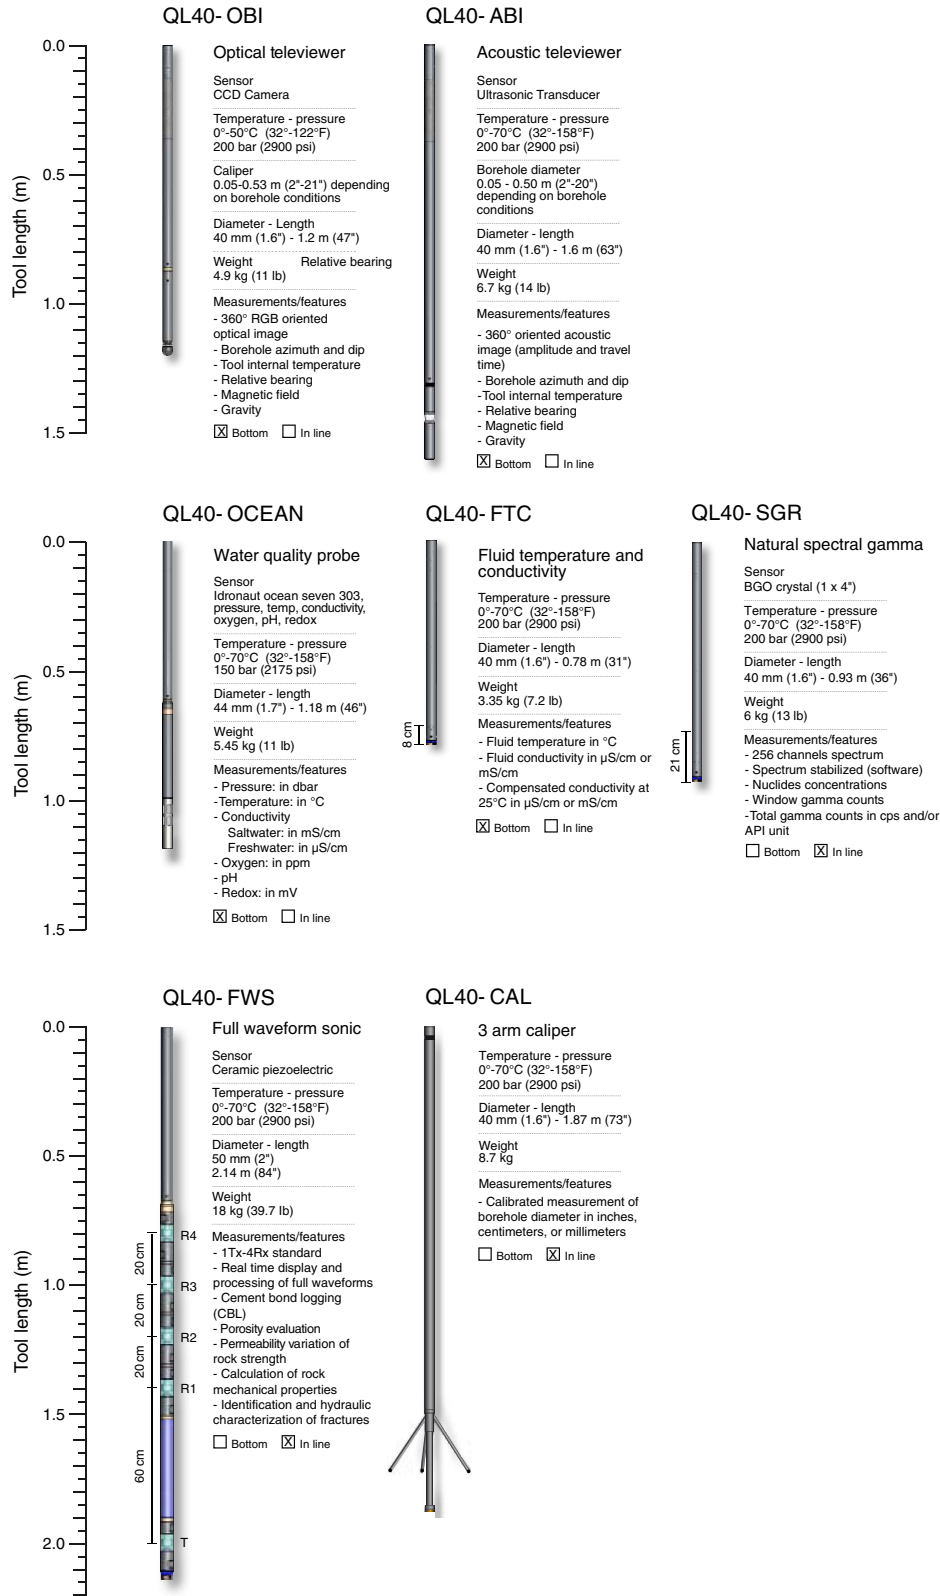 QL40- OBI
Optical televiewer
Sensor
CCD Camera
Temperature - pressure
0°-50°C (32°-122°F)
200 bar (2900 psi)
Caliper
0.05-0.53 m (2"-21") depending
on borehole conditions
Diameter - Length
40 mm (1.6") - 1.2 m (47")
Weight Relative bearing
4.9 kg (11 lb)
Measurements/features
- 360° RGB oriented
optical image
- Borehole azimuth and dip
- Tool internal temperature
- Relative bearing
- Magnetic field
- Gravity
X Bottom In line
QL40- ABI
Acoustic televiewer
Sensor
Ultrasonic Transducer
Temperature - pressure
0°-70°C (32°-158°F)
200 bar (2900 psi)
Borehole diameter
0.05 - 0.50 m (2"-20")
depending on borehole
conditions
Diameter - length
40 mm (1.6") - 1.6 m (63")
Weight
6.7 kg (14 lb)
Measurements/features
- 360° oriented acoustic
image (amplitude and travel
time)
- Borehole azimuth and dip
-Tool internal temperature
- Relative bearing
- Magnetic field
- Gravity
X Bottom In line
0.0
0.5
1.0
1.5
Tool length (m)
QL40- OCEAN
Water quality probe
Sensor
Idronaut ocean seven 303,
pressure, temp, conductivity,
oxygen, pH, redox
Temperature - pressure
0°-70°C (32°-158°F)
150 bar (2175 psi)
Diameter - length
44 mm (1.7") - 1.18 m (46")
Weight
5.45 kg (11 lb)
Measurements/features
- Pressure: in dbar
-Temperature: in °C
- Conductivity
Saltwater: in mS/cm
Freshwater: in µS/cm
- Oxygen: in ppm
- pH
- Redox: in mV
X Bottom In line
QL40- FTC
Fluid temperature and
conductivity
Temperature - pressure
0°-70°C (32°-158°F)
200 bar (2900 psi)
Diameter - length
40 mm (1.6") - 0.78 m (31")
Weight
3.35 kg (7.2 lb)
Measurements/features
- Fluid temperature in °C
- Fluid conductivity in µS/cm or
mS/cm
- Compensated conductivity at
25°C in µS/cm or mS/cm
X Bottom In line
8 cm
QL40- SGR
Natural spectral gamma
Sensor
BGO crystal (1 x 4")
Temperature - pressure
0°-70°C (32°-158°F)
200 bar (2900 psi)
Diameter - length
40 mm (1.6") - 0.93 m (36")
Weight
6 kg (13 lb)
Measurements/features
- 256 channels spectrum
- Spectrum stabilized (software)
- Nuclides concentrations
- Window gamma counts
-Total gamma counts in cps and/or
API unit
Bottom X In line
21 cm
0.0
0.5
1.0
1.5
Tool length (m)
QL40- FWS
Full waveform sonic
Sensor
Ceramic piezoelectric
Temperature - pressure
0°-70°C (32°-158°F)
200 bar (2900 psi)
Diameter - length
50 mm (2")
2.14 m (84")
Weight
18 kg (39.7 lb)
Measurements/features
- 1Tx-4Rx standard
- Real time display and
processing of full waveforms
- Cement bond logging
(CBL)
- Porosity evaluation
- Permeability variation of
rock strength
- Calculation of rock
mechanical properties
- Identification and hydraulic
characterization of fractures
Bottom X In line
R4
R3
R2
R1
T
20 cm
20 cm
20 cm
60 cm
QL40- CAL
3 arm caliper
Temperature - pressure
0°-70°C (32°-158°F)
200 bar (2900 psi)
Diameter - length
40 mm (1.6") - 1.87 m (73")
Weight
8.7 kg
Measurements/features
- Calibrated measurement of
borehole diameter in inches,
centimeters, or millimeters
Bottom X In line
0.0
0.5
1.0
1.5
2.0
Tool length (m)